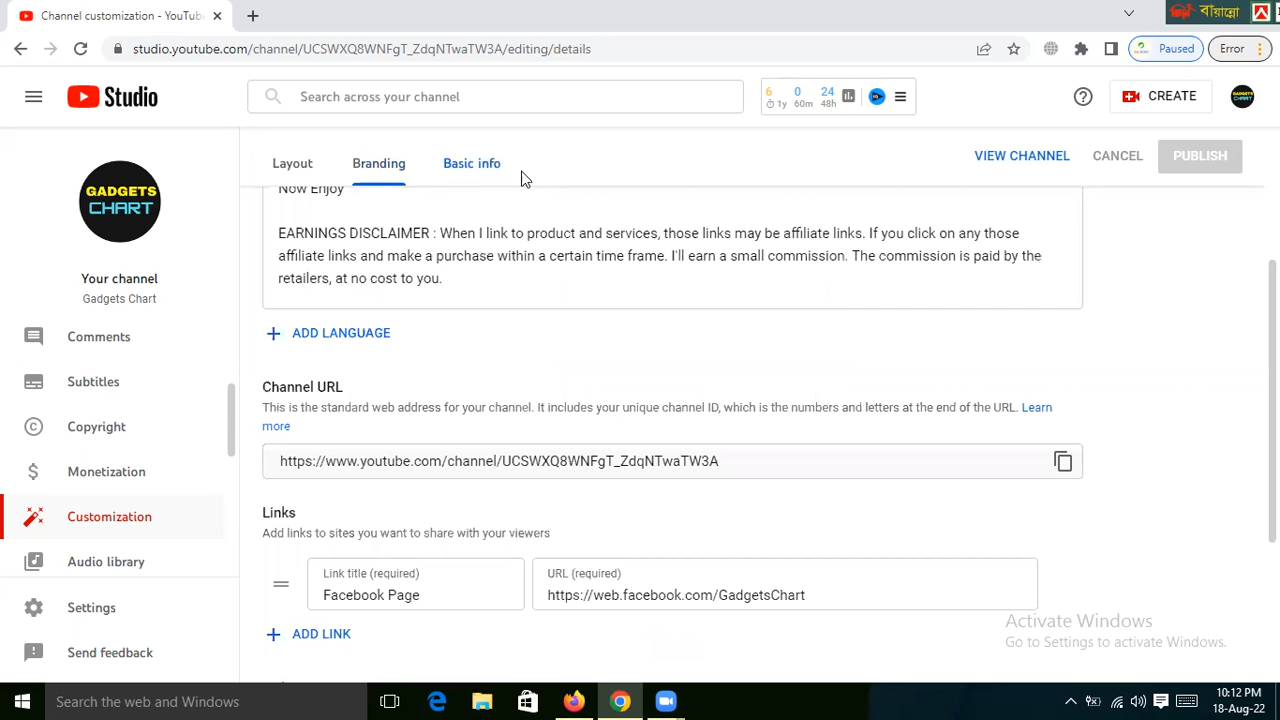 Channel customization - YouTu
বায়ান্নো
studio.youtube.com/channel/UCSWXQ8WNFgT_ZdqNTwaTW3A/editing/details
Paused
Error
Studio
Search across your channel
6 0 24
1y 60m 48h
CREATE
GADGETS
CHART
Layout Branding Basic info
VIEW CHANNEL CANCEL PUBLISH
GADGETS
CHART
Your channel
Gadgets Chart
Comments
Subtitles
Copyright
Monetization
Customization
Audio library
Settings
Send feedback
Now Enjoy
EARNINGS DISCLAIMER : When I link to product and services, those links may be affiliate links. If you click on any those
affiliate links and make a purchase within a certain time frame. I'll earn a small commission. The commission is paid by the
retailers, at no cost to you.
ADD LANGUAGE
Channel URL
This is the standard web address for your channel. It includes your unique channel ID, which is the numbers and letters at the end of the URL. Learn
more
https://www.youtube.com/channel/UCSWXQ8WNFgT_ZdqNTwaTW3A
Links
Add links to sites you want to share with your viewers
Link title (required)
Facebook Page
URL (required)
https://web.facebook.com/GadgetsChart
ADD LINK
Activate Windows
Go to Settings to activate Windows.
Search the web and Windows
10:12 PM
18-Aug-22